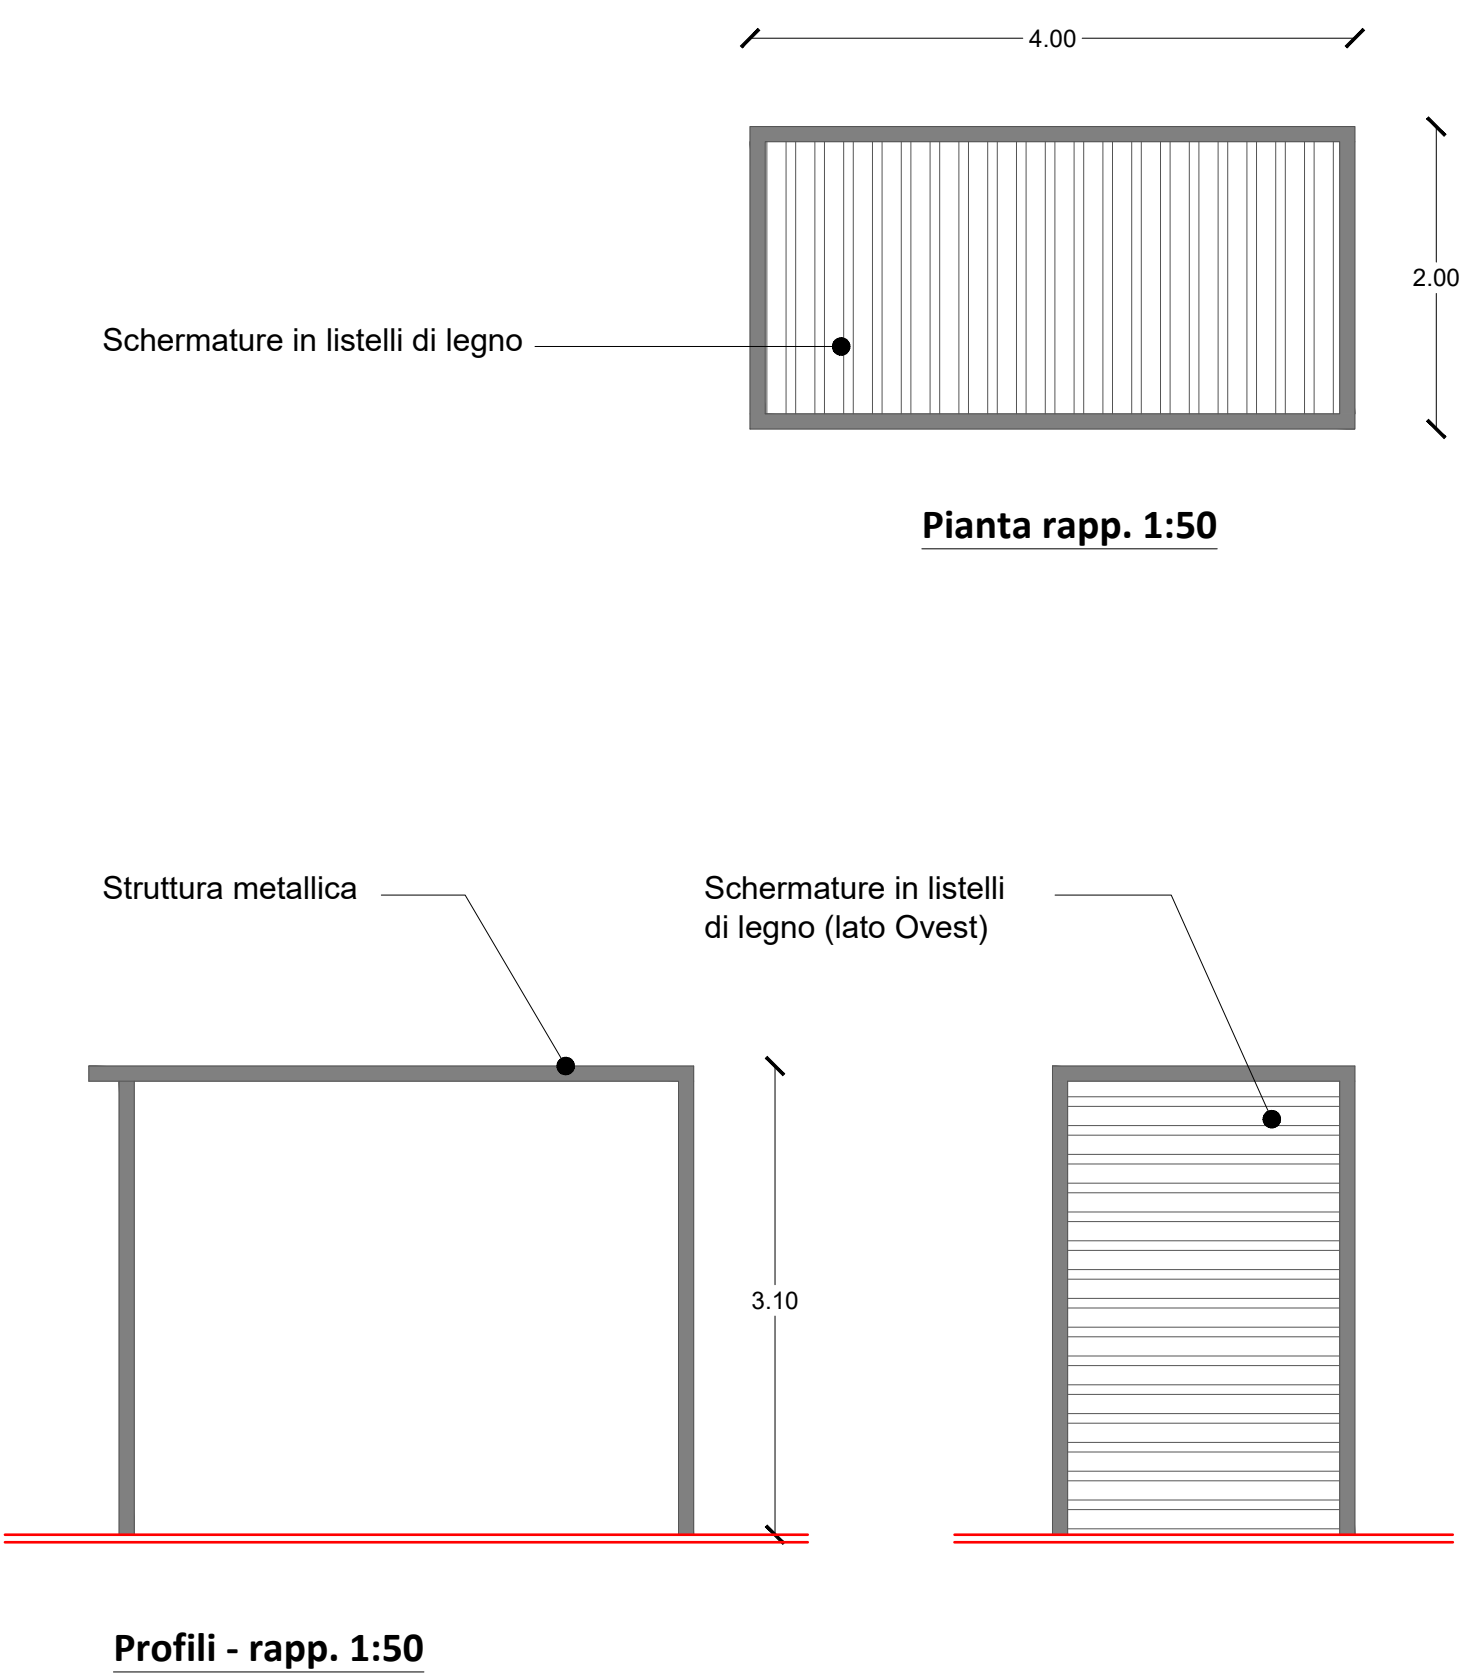 4.00
2.00
Schermature in listelli di legno
Pianta rapp. 1:50
Struttura metallica
Schermature in listelli
di legno (lato Ovest)
3.10
Profili - rapp. 1:50